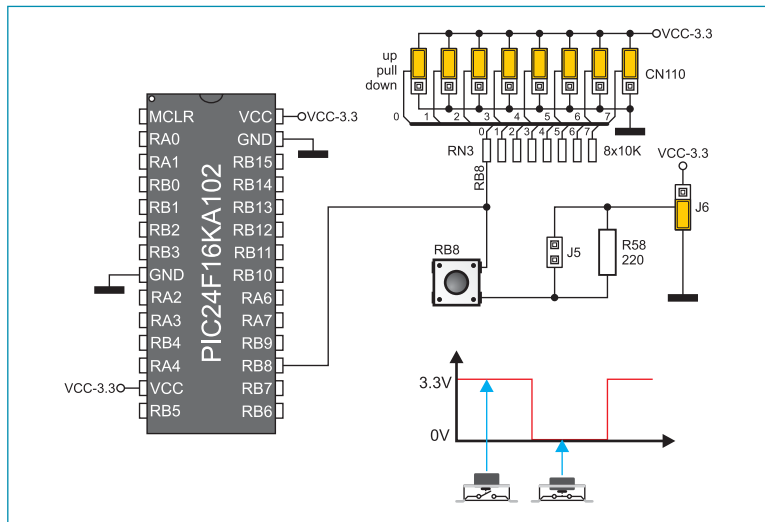 VCC-3.3
up
pull
down
CN110
0 1 2 3 4 5 6 7
0 1 2 3 4 5 6 7
RN3
8x10K
RB8
VCC-3.3
J6
RB8
J5
R58
220
PIC24F16KA102
MCLR
RA0
RA1
RB0
RB1
RB2
RB3
GND
RA2
RA3
RB4
RA4
VCC
RB5
VCC
GND
RB15
RB14
RB13
RB12
RB11
RB10
RA6
RA7
RB9
RB8
RB7
RB6
VCC-3.3
VCC-3.3
3.3V
0V